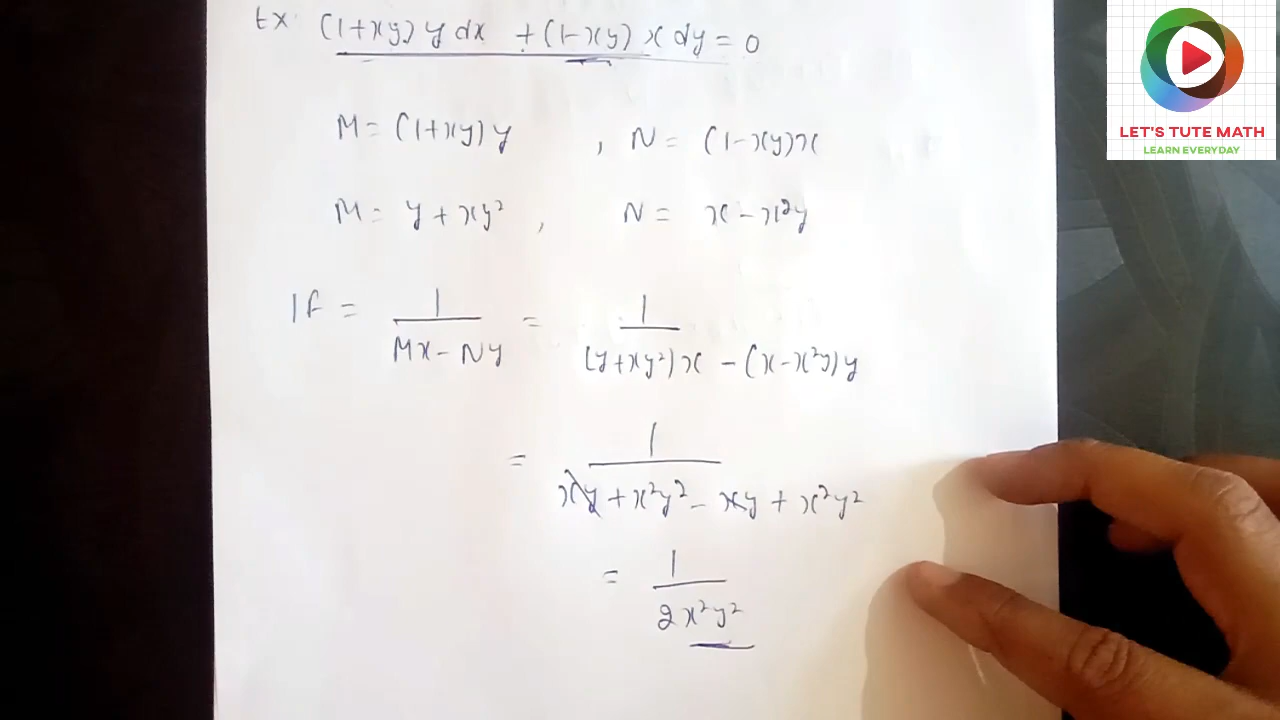 Ex: (1+xy) y dx + (1-xy) x dy = 0
LET'S TUTE MATH
LEARN EVERYDAY
M = (1+xy) y , N = (1-xy)x
M = y + xy² , N = x - x²y
IF = 1/(Mx - Ny) = 1/((y+xy²)x - (x-x²y)y)
= 1/(xy + x²y² - xy + x²y²)
= 1/(2x²y²)